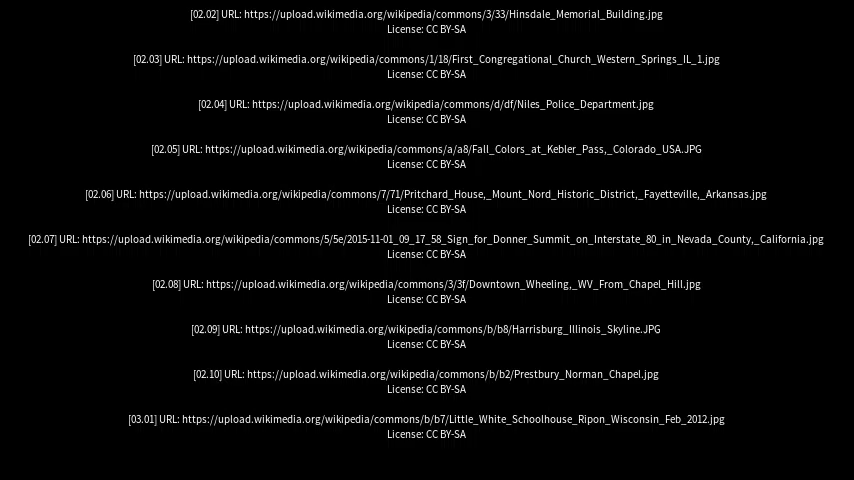 [02.02] URL: https://upload.wikimedia.org/wikipedia/commons/3/33/Hinsdale_Memorial_Building.jpg
License: CC BY-SA
[02.03] URL: https://upload.wikimedia.org/wikipedia/commons/1/18/First_Congregational_Church_Western_Springs_IL_1.jpg
License: CC BY-SA
[02.04] URL: https://upload.wikimedia.org/wikipedia/commons/d/df/Niles_Police_Department.jpg
License: CC BY-SA
[02.05] URL: https://upload.wikimedia.org/wikipedia/commons/a/a8/Fall_Colors_at_Kebler_Pass,_Colorado_USA.JPG
License: CC BY-SA
[02.06] URL: https://upload.wikimedia.org/wikipedia/commons/7/71/Pritchard_House,_Mount_Nord_Historic_District,_Fayetteville,_Arkansas.jpg
License: CC BY-SA
[02.07] URL: https://upload.wikimedia.org/wikipedia/commons/5/5e/2015-11-01_09_17_58_Sign_for_Donner_Summit_on_Interstate_80_in_Nevada_County,_California.jpg
License: CC BY-SA
[02.08] URL: https://upload.wikimedia.org/wikipedia/commons/3/3f/Downtown_Wheeling,_WV_From_Chapel_Hill.jpg
License: CC BY-SA
[02.09] URL: https://upload.wikimedia.org/wikipedia/commons/b/b8/Harrisburg_Illinois_Skyline.JPG
License: CC BY-SA
[02.10] URL: https://upload.wikimedia.org/wikipedia/commons/b/b2/Prestbury_Norman_Chapel.jpg
License: CC BY-SA
[03.01] URL: https://upload.wikimedia.org/wikipedia/commons/b/b7/Little_White_Schoolhouse_Ripon_Wisconsin_Feb_2012.jpg
License: CC BY-SA